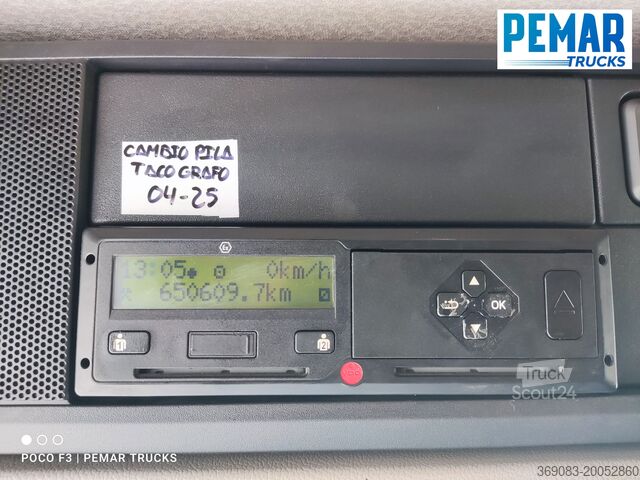 PEMAR
TRUCKS
CAMBIO PILA
TACOGRAFO
04-25
Ex
13:05 0km/h
650609.7km
1
OK
2
Truck
Scout24
POCO F3 | PEMAR TRUCKS
369083-20052860